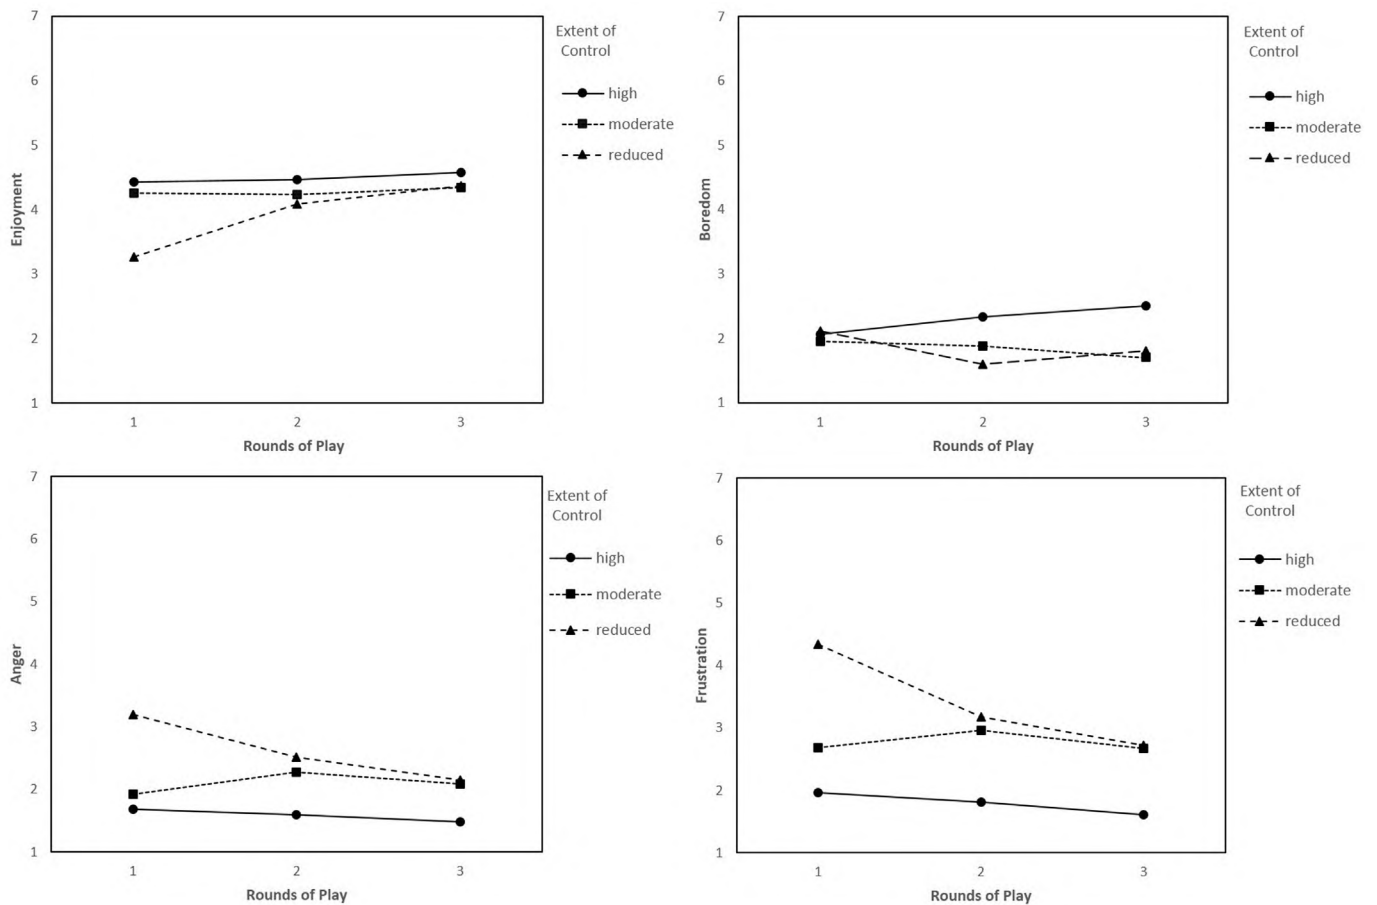 7
6
5
4
3
2
1
Enjoyment
1
2
3
Rounds of Play
Extent of
Control
high
moderate
reduced
7
6
5
4
3
2
1
Boredom
1
2
3
Rounds of Play
Extent of
Control
high
moderate
reduced
7
6
5
4
3
2
1
Anger
1
2
3
Rounds of Play
Extent of
Control
high
moderate
reduced
7
6
5
4
3
2
1
Frustration
1
2
3
Rounds of Play
Extent of
Control
high
moderate
reduced